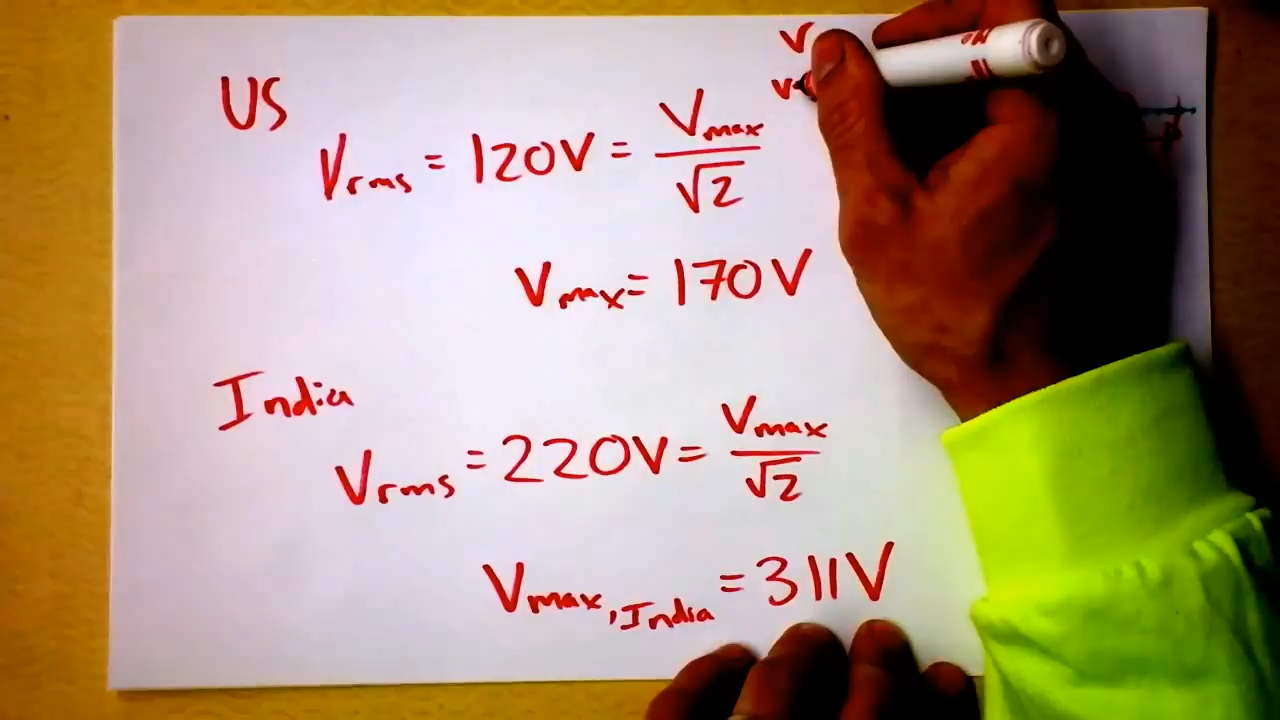 US
Vrms = 120V = Vmax/√2
Vmax = 170V
India
Vrms = 220V = Vmax/√2
Vmax, India = 311V
V
V